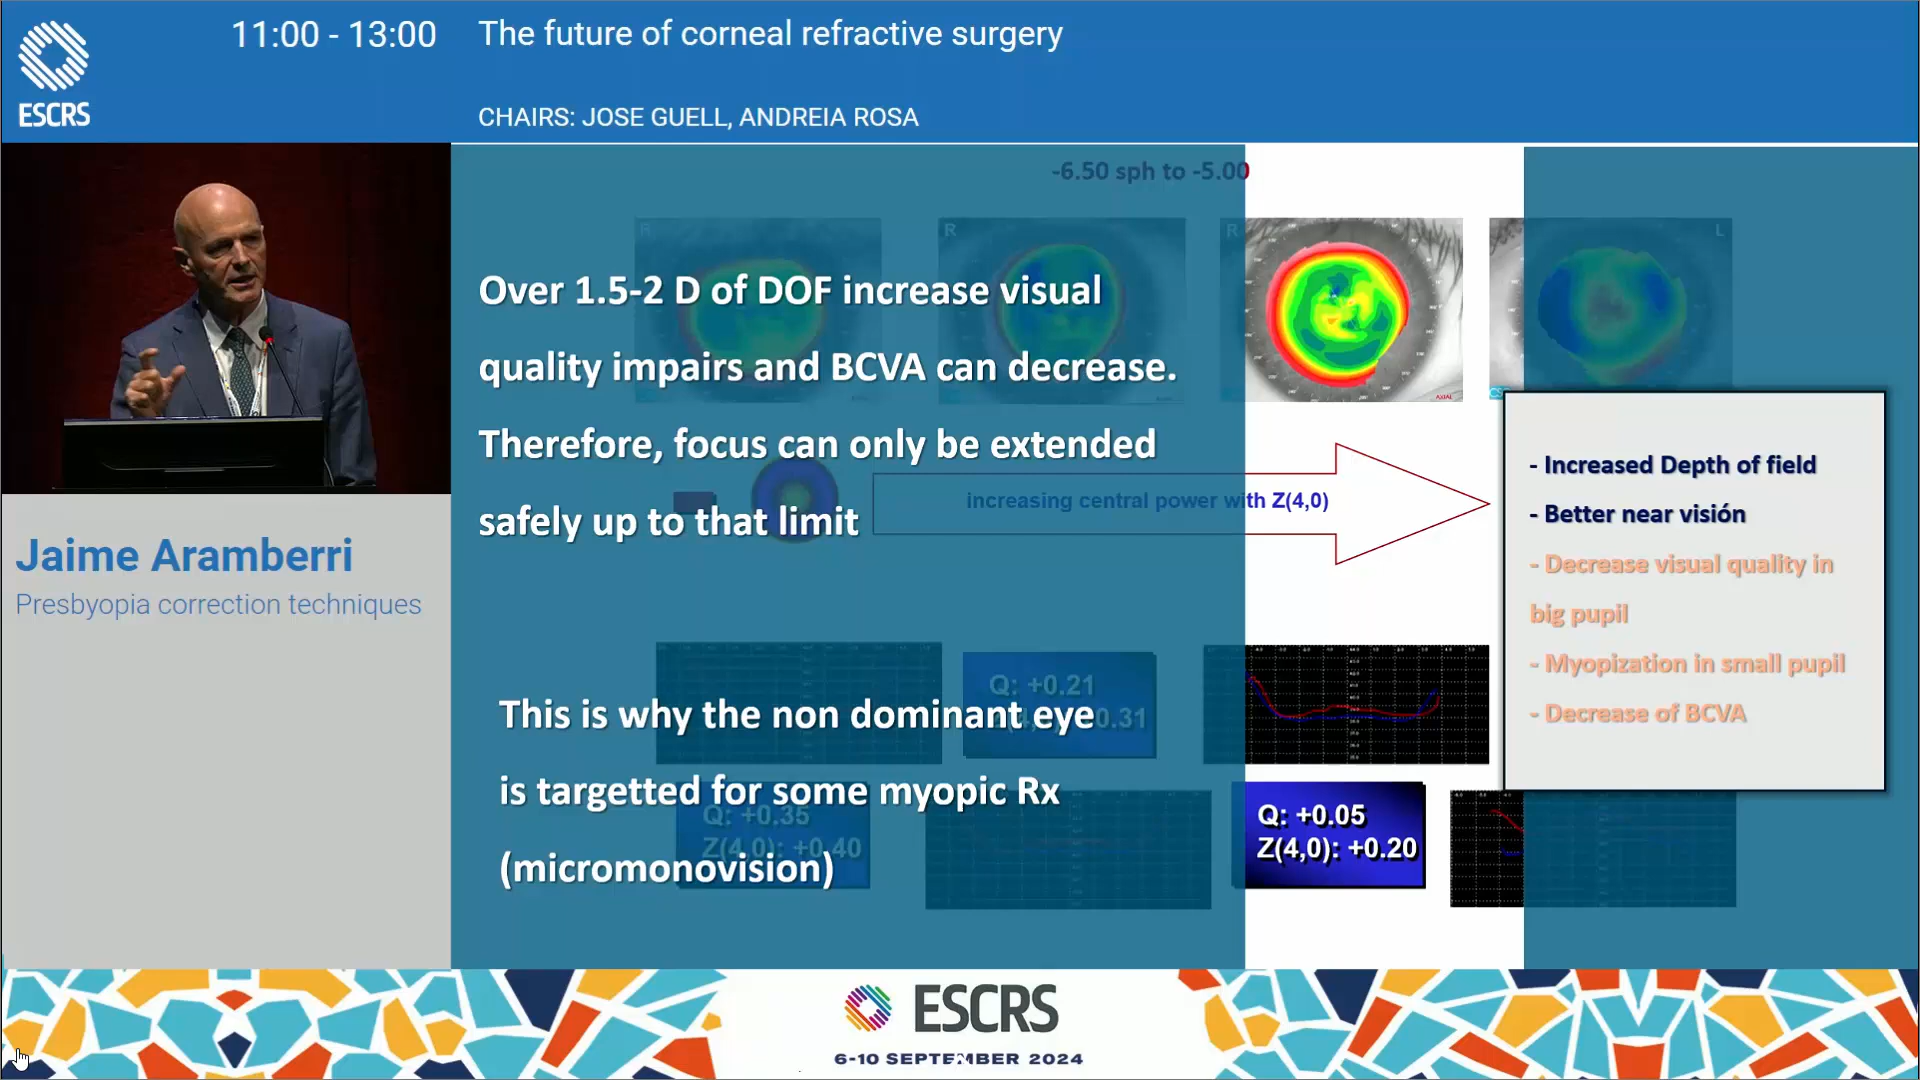 11:00 - 13:00
The future of corneal refractive surgery
ESCRS
CHAIRS: JOSE GUELL, ANDREIA ROSA
Jaime Aramberri
Presbyopia correction techniques
-6.50 sph to -5.00
R
R
R
L
Over 1.5-2 D of DOF increase visual
quality impairs and BCVA can decrease.
Therefore, focus can only be extended
safely up to that limit
AXIAL
increasing central power with Z(4,0)
- Increased Depth of field
- Better near visión
- Decrease visual quality in
big pupil
- Myopization in small pupil
- Decrease of BCVA
Q: +0.21
0.31
This is why the non dominant eye
is targetted for some myopic Rx
(micromonovision)
Q: +0.35
Z(4,0): +0.40
Q: +0.05
Z(4,0): +0.20
ESCRS
6-10 SEPTEMBER 2024